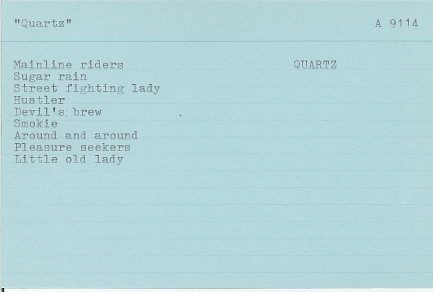 "Quartz" A 9114
Mainline riders QUARTZ
Sugar rain
Street fighting lady
Hustler
Devil's brew
Smokie
Around and around
Pleasure seekers
Little old lady